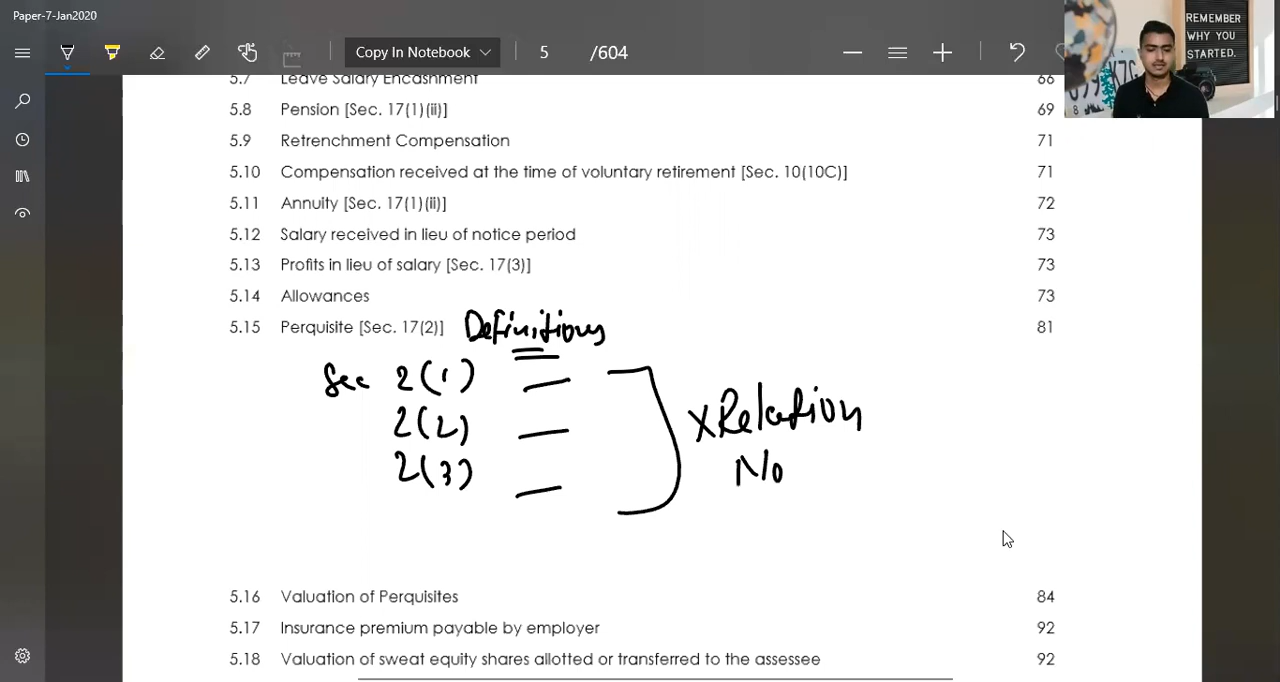 Paper-7-Jan2020
Copy In Notebook
5 /604
REMEMBER
WHY YOU
STARTED.
5.7 Leave Salary Encashment 66
5.8 Pension [Sec. 17(1)(ii)] 69
5.9 Retrenchment Compensation 71
5.10 Compensation received at the time of voluntary retirement [Sec. 10(10C)] 71
5.11 Annuity [Sec. 17(1)(ii)] 72
5.12 Salary received in lieu of notice period 73
5.13 Profits in lieu of salary [Sec. 17(3)] 73
5.14 Allowances 73
5.15 Perquisite [Sec. 17(2)] Definitions 81
Sec 2(1)
2(2) X Relation
2(3) No
5.16 Valuation of Perquisites 84
5.17 Insurance premium payable by employer 92
5.18 Valuation of sweat equity shares allotted or transferred to the assessee 92